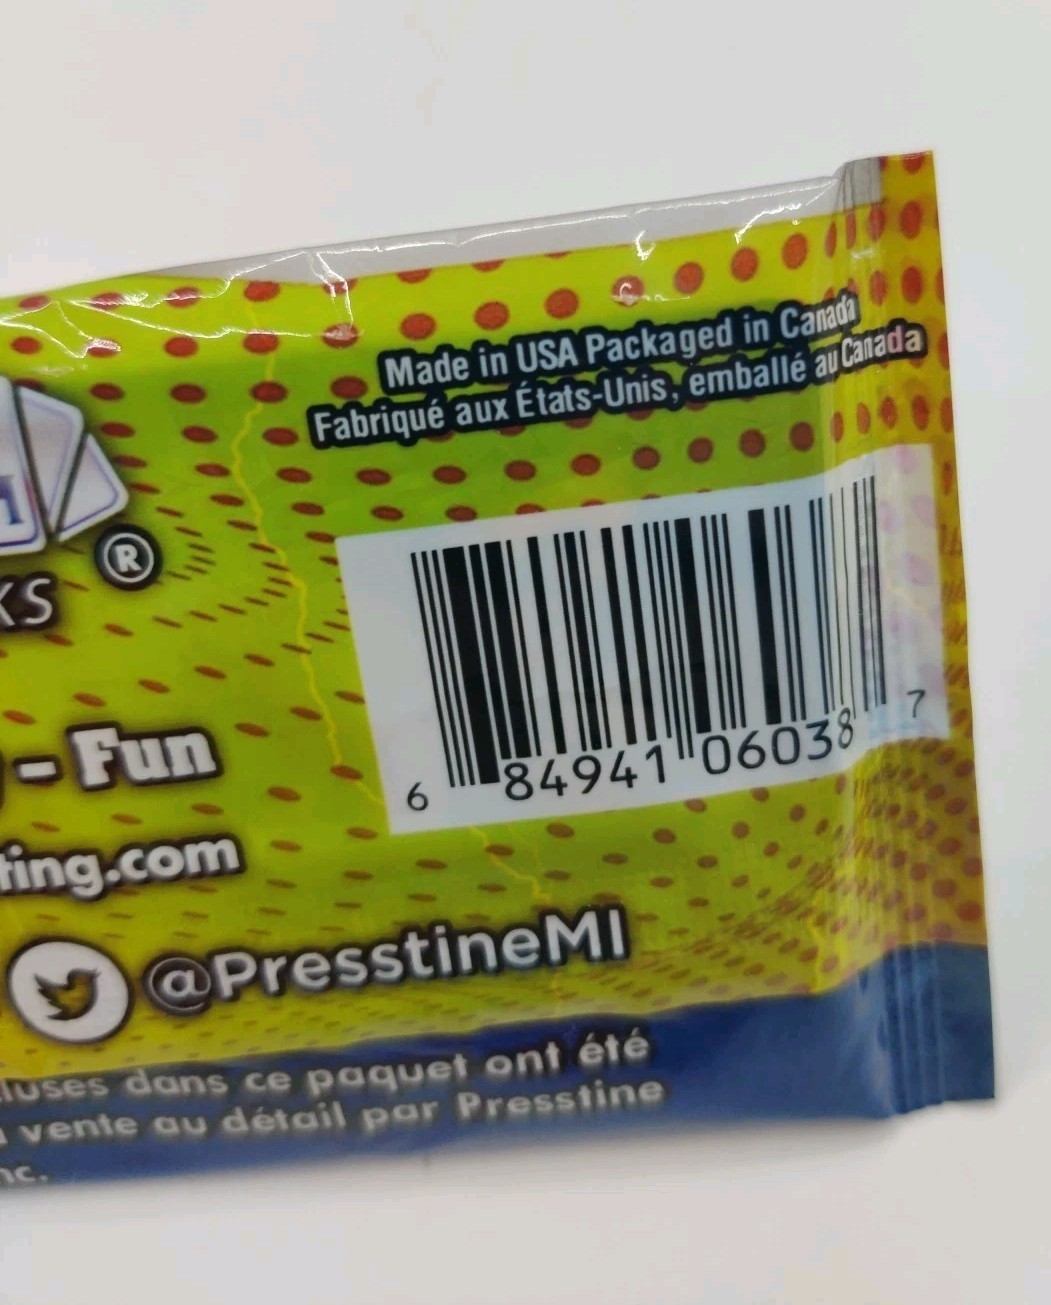 Made in USA Packaged in Canada
Fabriqué aux États-Unis, emballé au Canada
®
KS
- Fun
ting.com
6 84941 06038 7
@PresstineMI
luses dans ce paquet ont été
vente au détail par Presstine
nc.